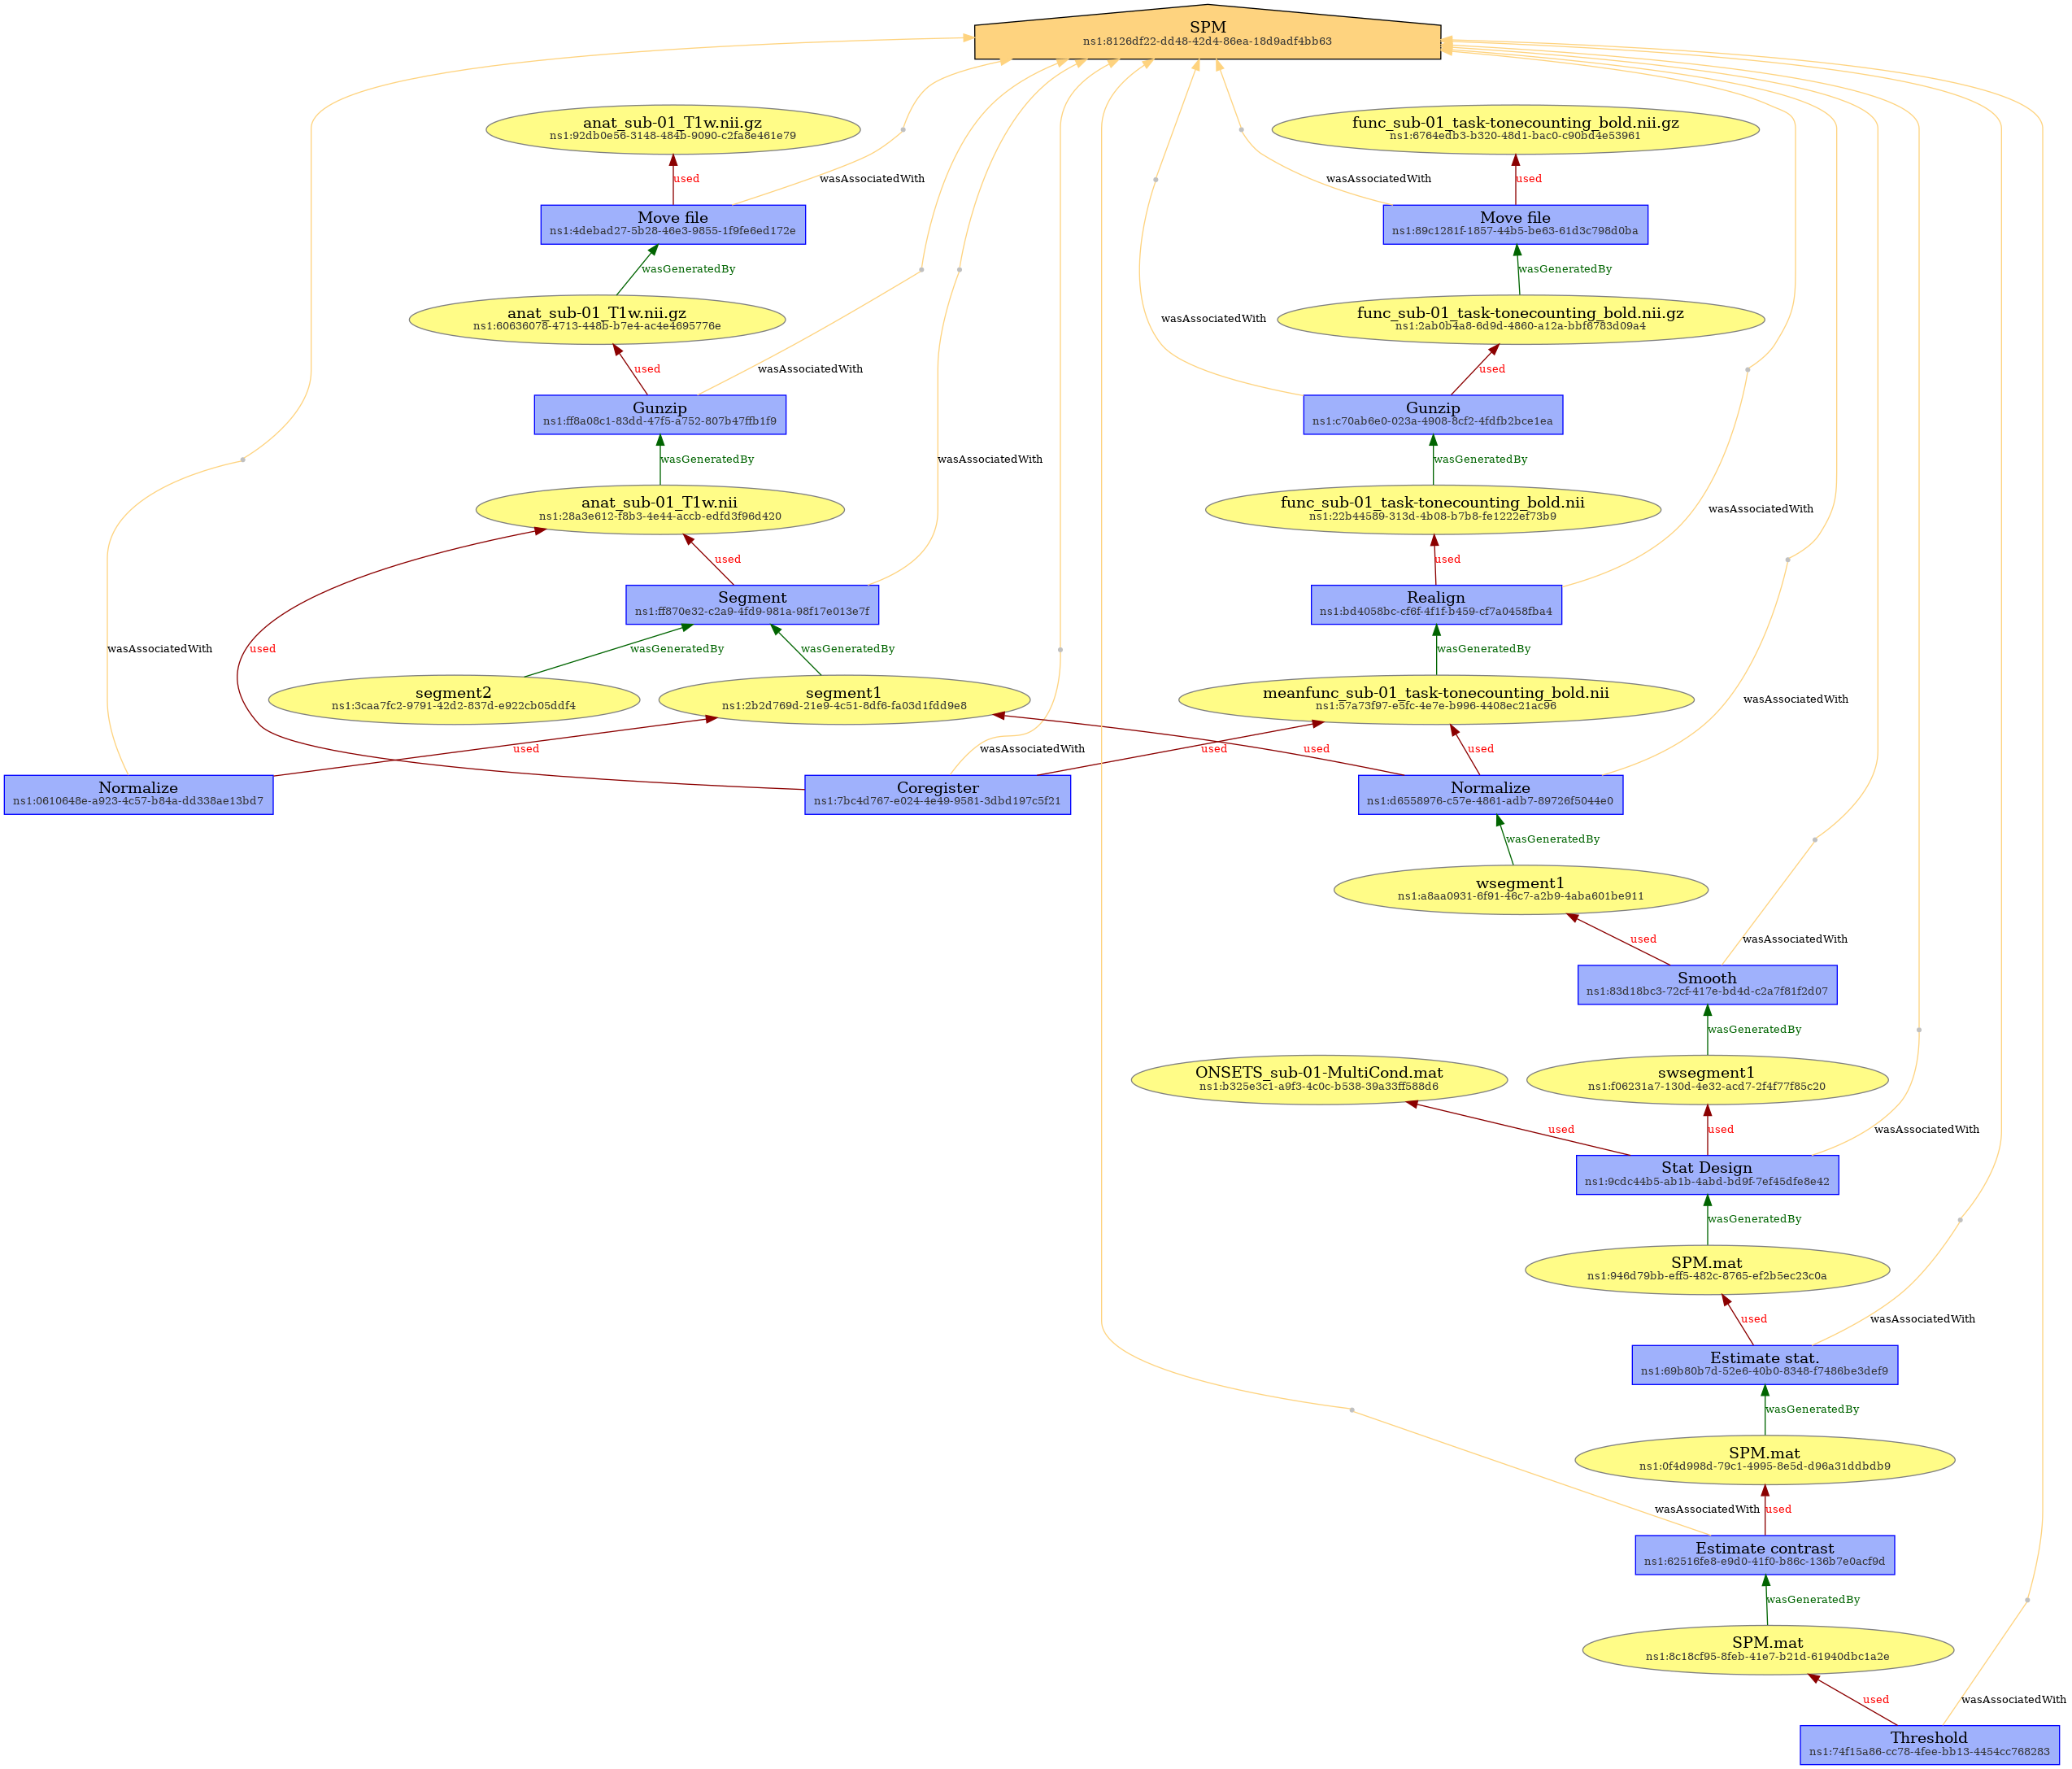 SPM
ns1:8126df22-dd48-42d4-86ea-18d9adf4bb63
anat_sub-01_T1w.nii.gz
ns1:92db0e56-3148-484b-9090-c2fa8e461e79
func_sub-01_task-tonecounting_bold.nii.gz
ns1:6764edb3-b320-48d1-bac0-c90bd4e53961
used
wasAssociatedWith
wasAssociatedWith
used
Move file
ns1:4debad27-5b28-46e3-9855-1f9fe6ed172e
Move file
ns1:89c1281f-1857-44b5-be63-61d3c798d0ba
wasGeneratedBy
wasGeneratedBy
anat_sub-01_T1w.nii.gz
ns1:60636078-4713-448b-b7e4-ac4e4695776e
wasAssociatedWith
func_sub-01_task-tonecounting_bold.nii.gz
ns1:2ab0b4a8-6d9d-4860-a12a-bbf6783d09a4
used
wasAssociatedWith
used
Gunzip
ns1:ff8a08c1-83dd-47f5-a752-807b47ffb1f9
Gunzip
ns1:c70ab6e0-023a-4908-8cf2-4fdfb2bce1ea
wasGeneratedBy
wasAssociatedWith
wasGeneratedBy
anat_sub-01_T1w.nii
ns1:28a3e612-f8b3-4e44-accb-edfd3f96d420
func_sub-01_task-tonecounting_bold.nii
ns1:22b44589-313d-4b08-b7b8-fe1222ef73b9
wasAssociatedWith
used
used
Segment
ns1:ff870e32-c2a9-4fd9-981a-98f17e013e7f
Realign
ns1:bd4058bc-cf6f-4f1f-b459-cf7a0458fba4
wasAssociatedWith
used
wasGeneratedBy
wasGeneratedBy
wasGeneratedBy
segment2
ns1:3caa7fc2-9791-42d2-837d-e922cb05ddf4
segment1
ns1:2b2d769d-21e9-4c51-8df6-fa03d1fdd9e8
meanfunc_sub-01_task-tonecounting_bold.nii
ns1:57a73f97-e5fc-4e7e-b996-4408ec21ac96
wasAssociatedWith
used
wasAssociatedWith
used
used
used
Normalize
ns1:0610648e-a923-4c57-b84a-dd338ae13bd7
Coregister
ns1:7bc4d767-e024-4e49-9581-3dbd197c5f21
Normalize
ns1:d6558976-c57e-4861-adb7-89726f5044e0
wasGeneratedBy
wsegment1
ns1:a8aa0931-6f91-46c7-a2b9-4aba601be911
used
wasAssociatedWith
Smooth
ns1:83d18bc3-72cf-417e-bd4d-c2a7f81f2d07
wasGeneratedBy
ONSETS_sub-01-MultiCond.mat
ns1:b325e3c1-a9f3-4c0c-b538-39a33ff588d6
swsegment1
ns1:f06231a7-130d-4e32-acd7-2f4f77f85c20
used
used
wasAssociatedWith
Stat Design
ns1:9cdc44b5-ab1b-4abd-bd9f-7ef45dfe8e42
wasGeneratedBy
SPM.mat
ns1:946d79bb-eff5-482c-8765-ef2b5ec23c0a
used
wasAssociatedWith
Estimate stat.
ns1:69b80b7d-52e6-40b0-8348-f7486be3def9
wasGeneratedBy
SPM.mat
ns1:0f4d998d-79c1-4995-8e5d-d96a31ddbdb9
wasAssociatedWith
used
Estimate contrast
ns1:62516fe8-e9d0-41f0-b86c-136b7e0acf9d
wasGeneratedBy
SPM.mat
ns1:8c18cf95-8feb-41e7-b21d-61940dbc1a2e
used
wasAssociatedWith
Threshold
ns1:74f15a86-cc78-4fee-bb13-4454cc768283